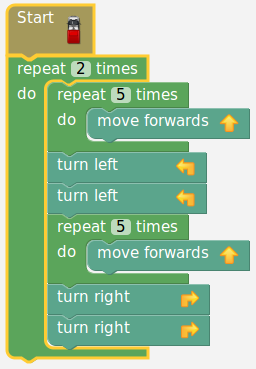 Start
repeat 2 times
do repeat 5 times
do move forwards
turn left
turn left
repeat 5 times
do move forwards
turn right
turn right